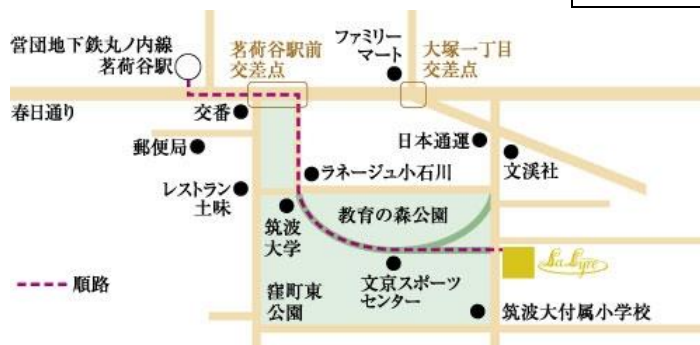 営団地下鉄丸ノ内線
茗荷谷駅
茗荷谷駅前
交差点
ファミリー
マート
大塚一丁目
交差点
春日通り
交番
郵便局
日本通運
文渓社
ラネージュ小石川
レストラン
土味
教育の森公園
筑波
大学
La Lyre
順路
窪町東
公園
文京スポーツ
センター
筑波大付属小学校